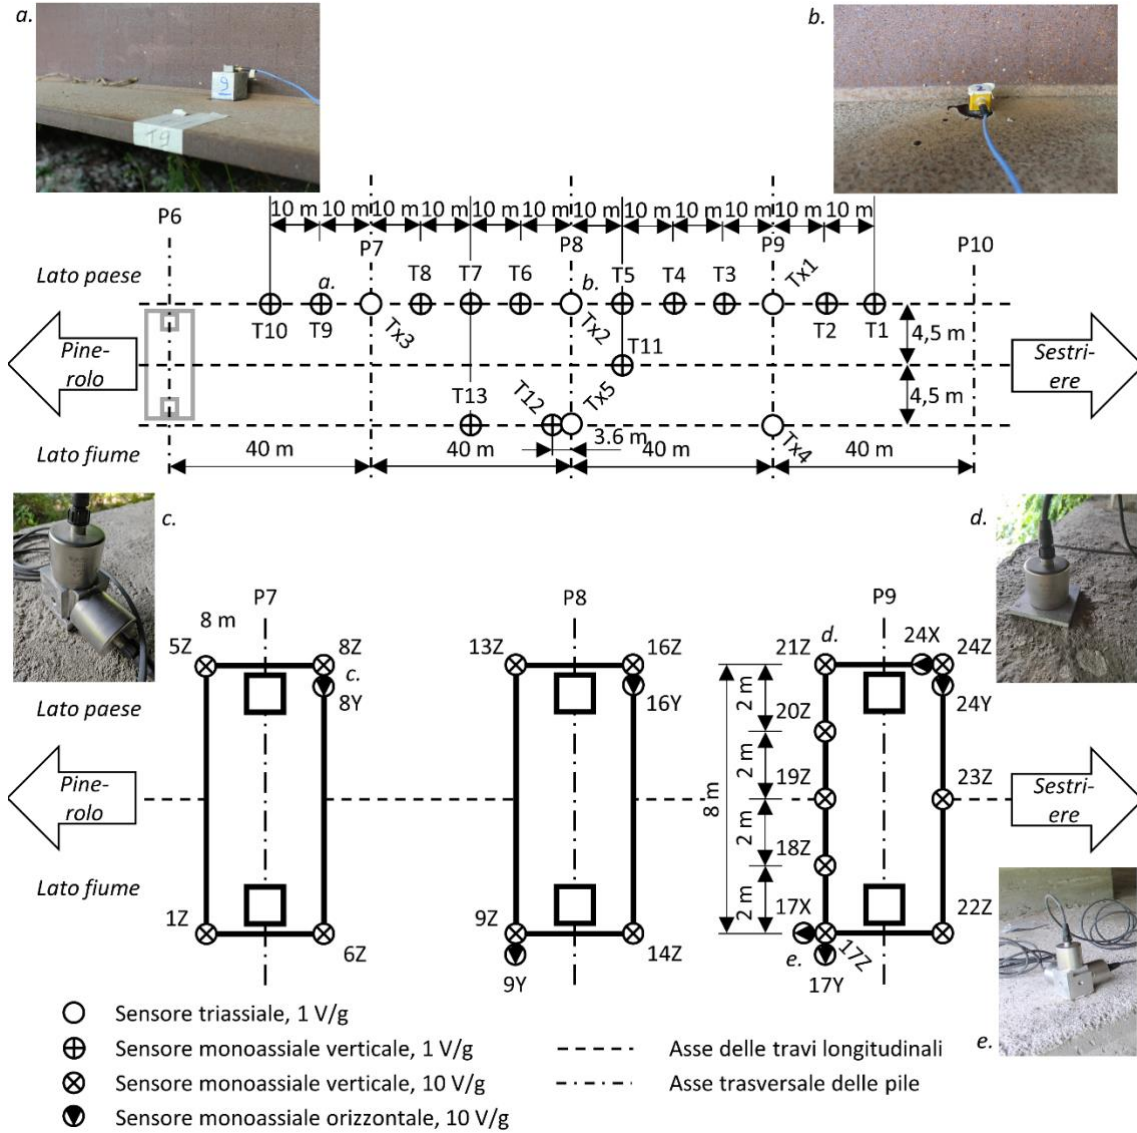 a.
b.
9
T9
10 m 10 m 10 m 10 m 10 m 10 m 10 m 10 m 10 m 10 m 10 m 10 m
P6
P7
P8
P9
P10
Lato paese
a.
T8
T7
T6
b.
T5
T4
T3
Tx1
T10
T9
Tx3
Tx2
T2
T1
4,5 m
Pine-
rolo
T11
Sestri-
ere
T13
T12
Tx5
4,5 m
Lato fiume
3.6 m
Tx4
40 m
40 m
40 m
40 m
c.
d.
P7
P8
P9
8 m
5Z
8Z
13Z
16Z
21Z
d.
24X
24Z
c.
8Y
16Y
24Y
Lato paese
2 m
20Z
Pine-
rolo
8 m
2 m
19Z
23Z
Sestri-
ere
2 m
18Z
Lato fiume
2 m
17X
1Z
6Z
9Z
14Z
22Z
e.
17Z
9Y
17Y
Sensore triassiale, 1 V/g
Sensore monoassiale verticale, 1 V/g
Asse delle travi longitudinali
e.
Sensore monoassiale verticale, 10 V/g
Asse trasversale delle pile
Sensore monoassiale orizzontale, 10 V/g